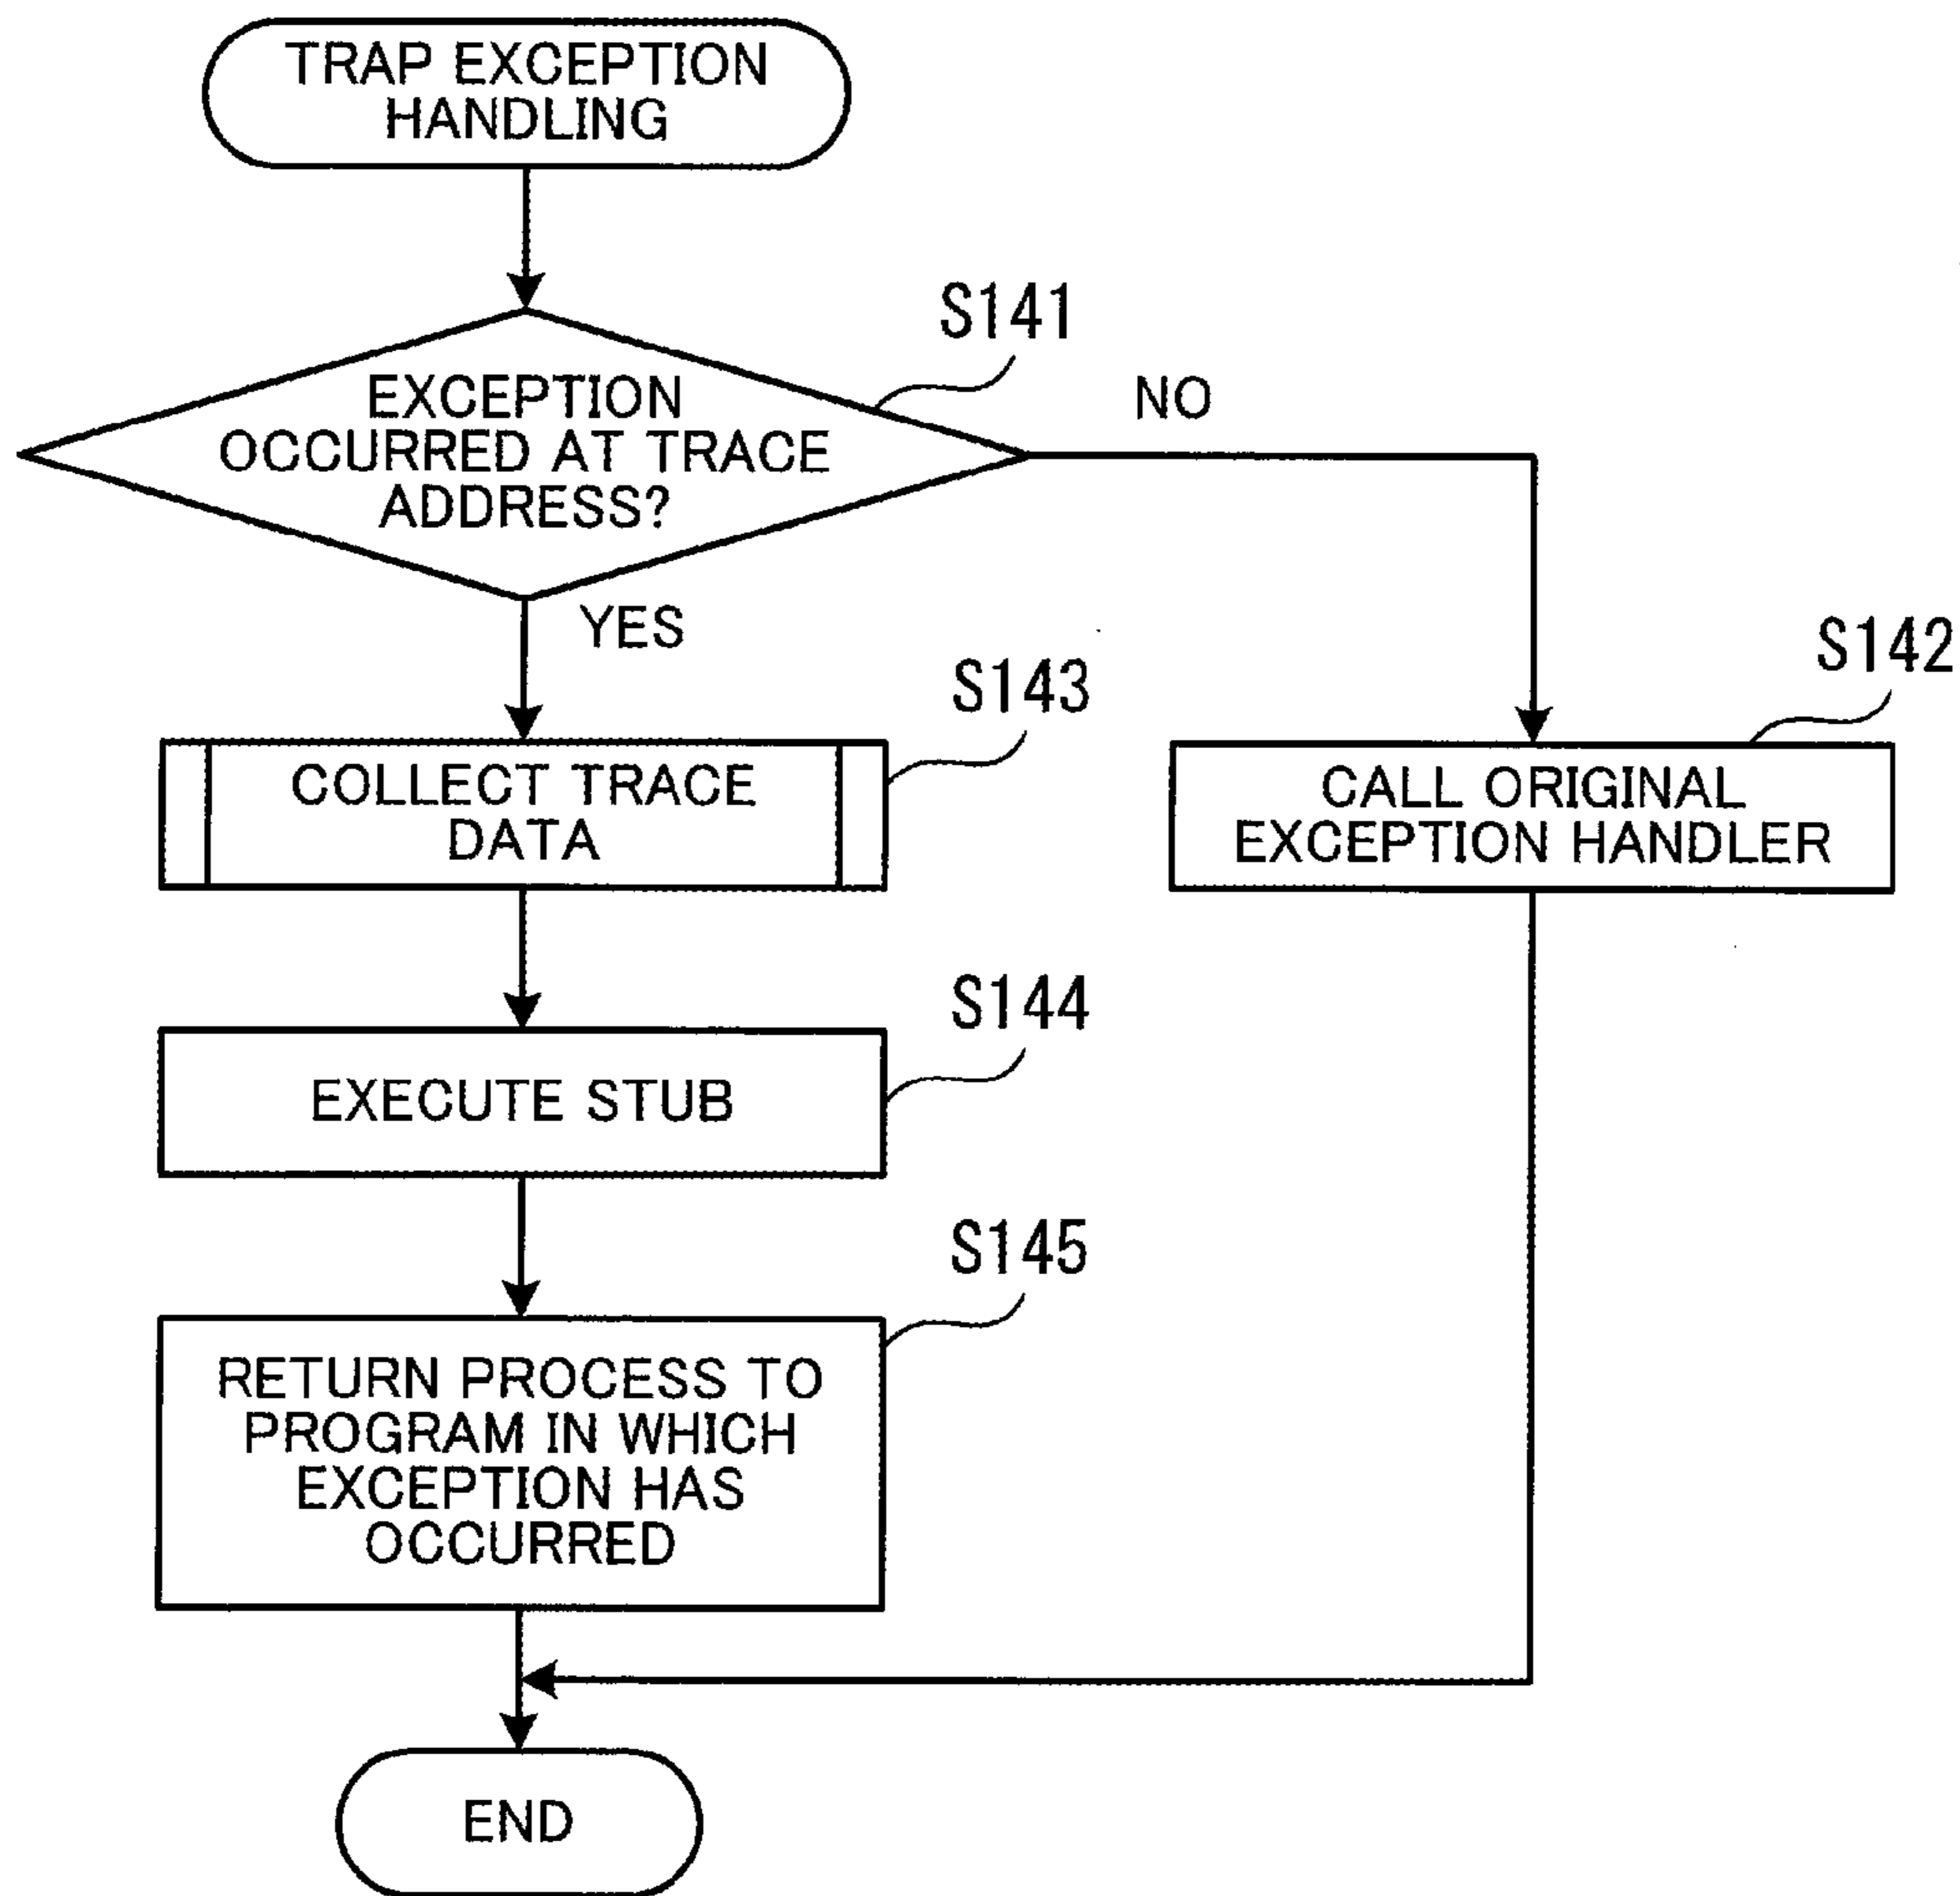 TRAP EXCEPTION
HANDLING
S141
EXCEPTION
OCCURRED AT TRACE
ADDRESS?
NO
YES
S143
COLLECT TRACE
DATA
S142
CALL ORIGINAL
EXCEPTION HANDLER
S144
EXECUTE STUB
S145
RETURN PROCESS TO
PROGRAM IN WHICH
EXCEPTION HAS
OCCURRED
END